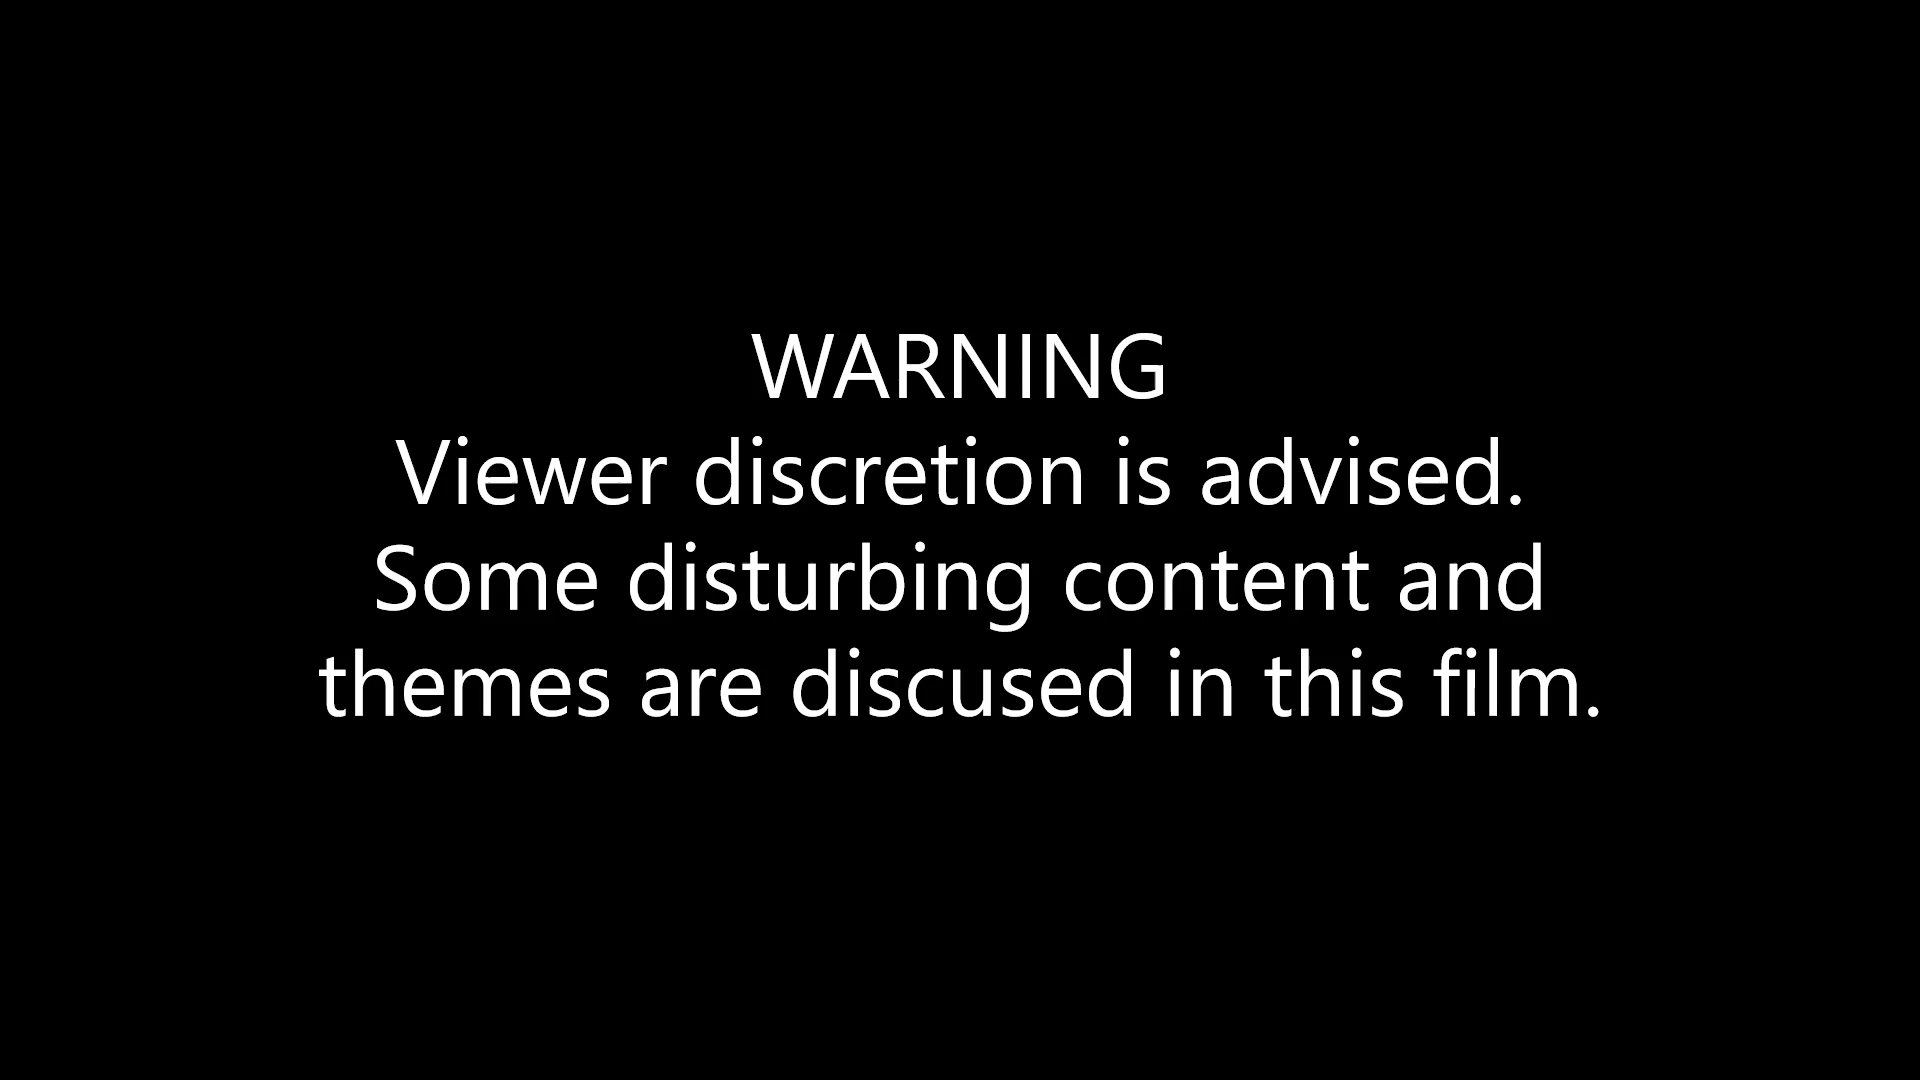 WARNING
Viewer discretion is advised.
Some disturbing content and
themes are discused in this film.